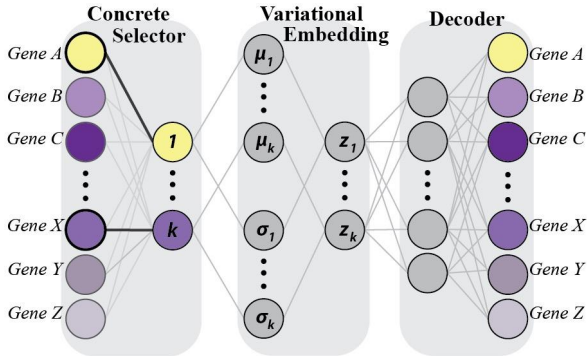 Concrete
Selector
Variational
Embedding
Decoder
Gene A
Gene B
Gene C
Gene X
Gene Y
Gene Z
1
k
μ1
μk
σ1
σk
z1
zk
Gene A
Gene B
Gene C
Gene X
Gene Y
Gene Z